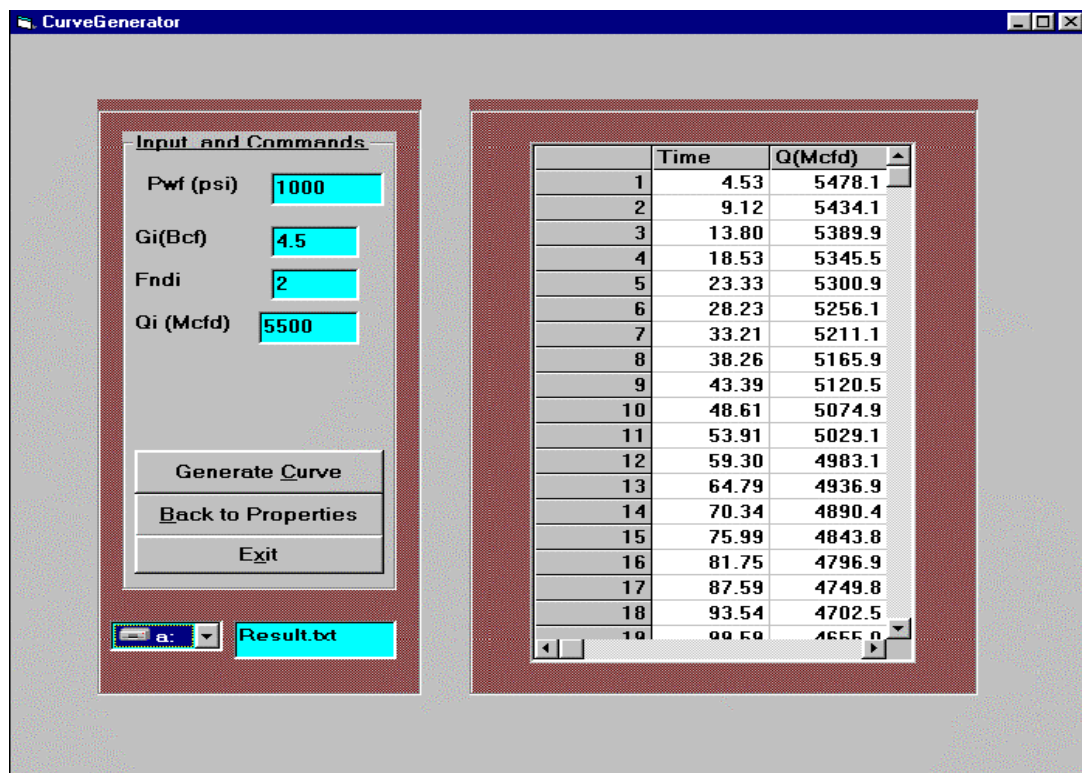 CurveGenerator
Input and Commands
Pwf (psi) 1000
Gi(Bcf) 4.5
Fndi 2
Qi (Mcfd) 5500
Generate Curve
Back to Properties
Exit
a: Result.txt
Time Q(Mcfd)
1 4.53 5478.1
2 9.12 5434.1
3 13.80 5389.9
4 18.53 5345.5
5 23.33 5300.9
6 28.23 5256.1
7 33.21 5211.1
8 38.26 5165.9
9 43.39 5120.5
10 48.61 5074.9
11 53.91 5029.1
12 59.30 4983.1
13 64.79 4936.9
14 70.34 4890.4
15 75.99 4843.8
16 81.75 4796.9
17 87.59 4749.8
18 93.54 4702.5
19 99.59 4655.0